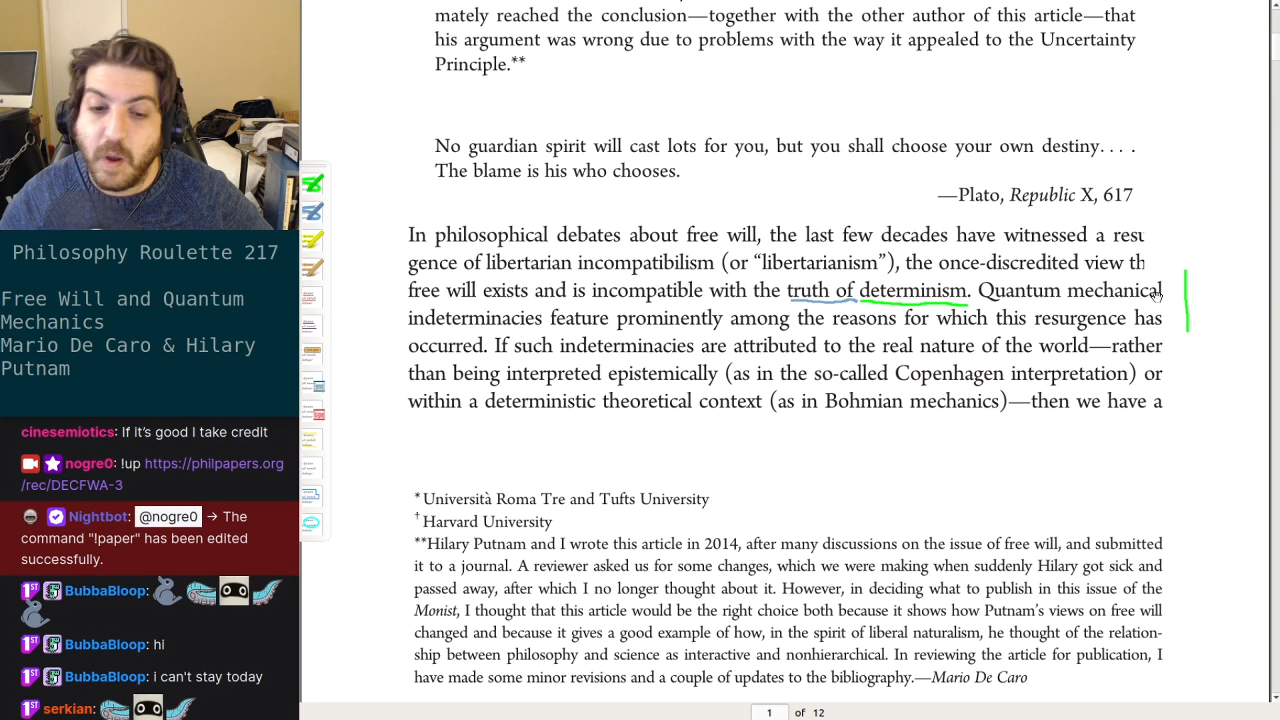 Philosophy Roulette 217
Free Will and Quantum
Mechanics
Mario De Caro & Hilary
Putnam
cinesemiotics: If it's good I take credit
nogre0: !up https://philpapers.org
/rec/DECFWA-3
Nightbot: @nogre0 → The
command "!paper" has been edited
successfully.
BubbaBloop:
BubbaBloop: hi
BubbaBloop: i can't stay today
serkian:
mately reached the conclusion—together with the other author of this article—that
his argument was wrong due to problems with the way it appealed to the Uncertainty
Principle.**
No guardian spirit will cast lots for you, but you shall choose your own destiny. . . .
The blame is his who chooses.
—Plato, Republic X, 617
In philosophical debates about free will, the last few decades have witnessed a resu
gence of libertarian incompatibilism (or “libertarianism”), the once-discredited view th
free will exists and is incompatible with the truth of determinism. Quantum mechanical
indeterminacies feature prominently among the reasons for which the resurgence has
occurred. If such indeterminacies are attributed to the real nature of the world—rather
than being interpreted epistemically (as in the so-called Copenhagen interpretation) or
within a deterministic theoretical context (as in Bohmian mechanics)—then we have a
*Università Roma Tre and Tufts University
†Harvard University
**Hilary Putnam and I wrote this article in 2014, after many discussions on the issue of free will, and submitted
it to a journal. A reviewer asked us for some changes, which we were making when suddenly Hilary got sick and
passed away, after which I no longer thought about it. However, in deciding what to publish in this issue of the
Monist, I thought that this article would be the right choice both because it shows how Putnam’s views on free will
changed and because it gives a good example of how, in the spirit of liberal naturalism, he thought of the relation-
ship between philosophy and science as interactive and nonhierarchical. In reviewing the article for publication, I
have made some minor revisions and a couple of updates to the bibliography.—Mario De Caro
1 of 12